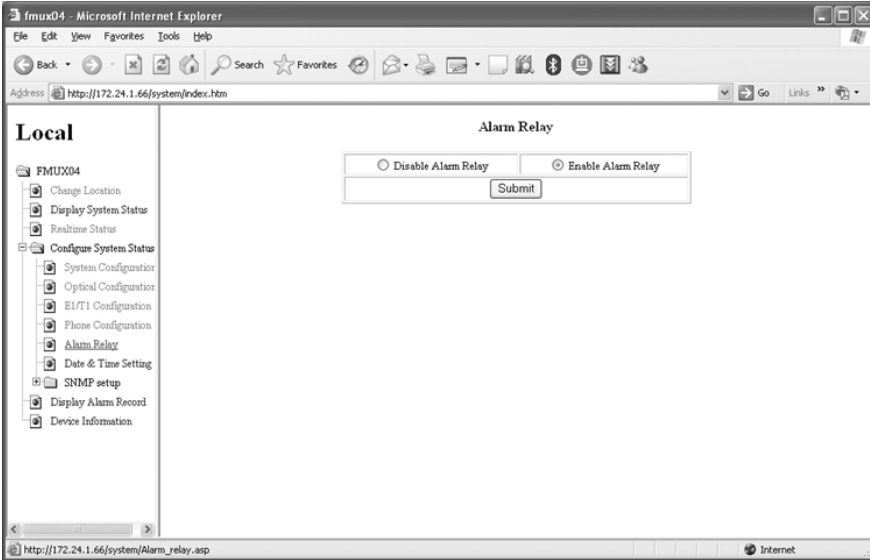 fmux04 - Microsoft Internet Explorer
File Edit View Favorites Tools Help
Back Search Favorites
Address http://172.24.1.66/system/index.htm Go Links »
Local
FMUX04
Change Location
Display System Status
Realtime Status
Configure System Status
System Configuration
Optical Configuration
E1/T1 Configuration
Phone Configuration
Alarm Relay
Date & Time Setting
SNMP setup
Display Alarm Record
Device Information
Alarm Relay
Disable Alarm Relay Enable Alarm Relay
Submit
http://172.24.1.66/system/Alarm_relay.asp Internet